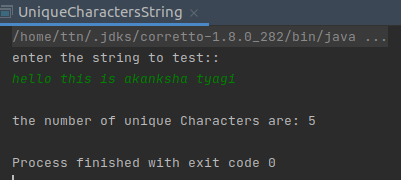 UniqueCharactersString
/home/ttn/.jdks/corretto-1.8.0_282/bin/java ...
enter the string to test::
hello this is akanksha tyagi
the number of unique Characters are: 5
Process finished with exit code 0